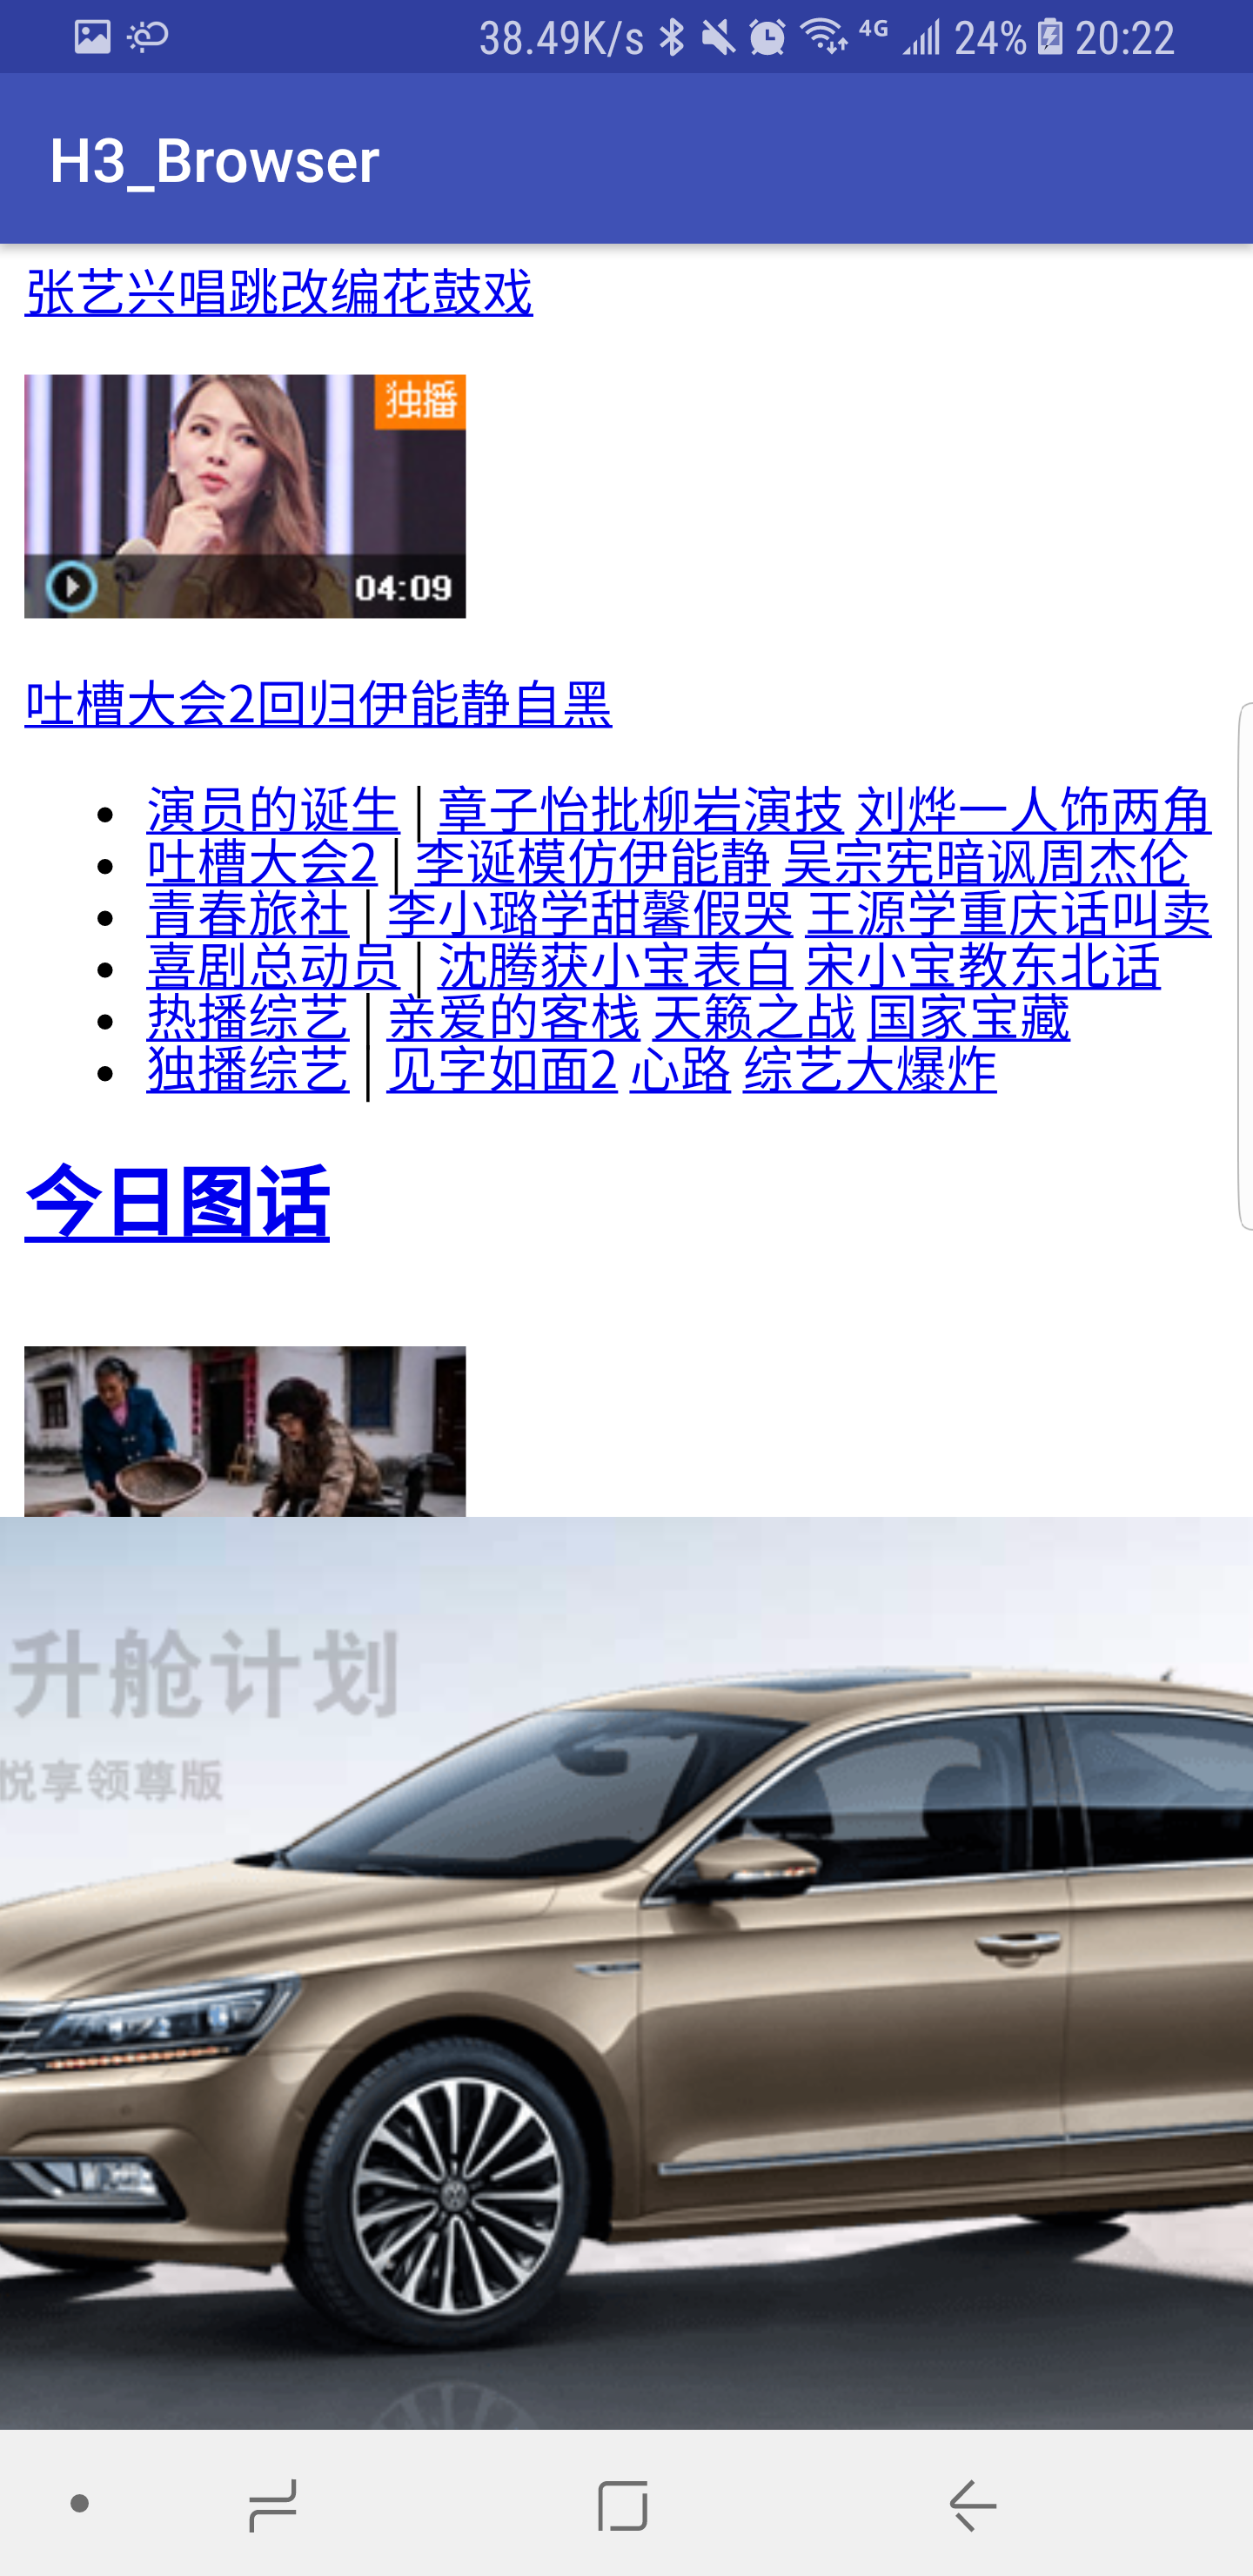 38.49K/s 4G 24% 20:22
H3_Browser
张艺兴唱跳改编花鼓戏
独播
04:09
吐槽大会2回归伊能静自黑
演员的诞生 | 章子怡批柳岩演技 刘烨一人饰两角
吐槽大会2 | 李诞模仿伊能静 吴宗宪暗讽周杰伦
青春旅社 | 李小璐学甜馨假哭 王源学重庆话叫卖
喜剧总动员 | 沈腾获小宝表白 宋小宝教东北话
热播综艺 | 亲爱的客栈 天籁之战 国家宝藏
独播综艺 | 见字如面2 心路 综艺大爆炸
今日图话
升舱计划
悦享领尊版